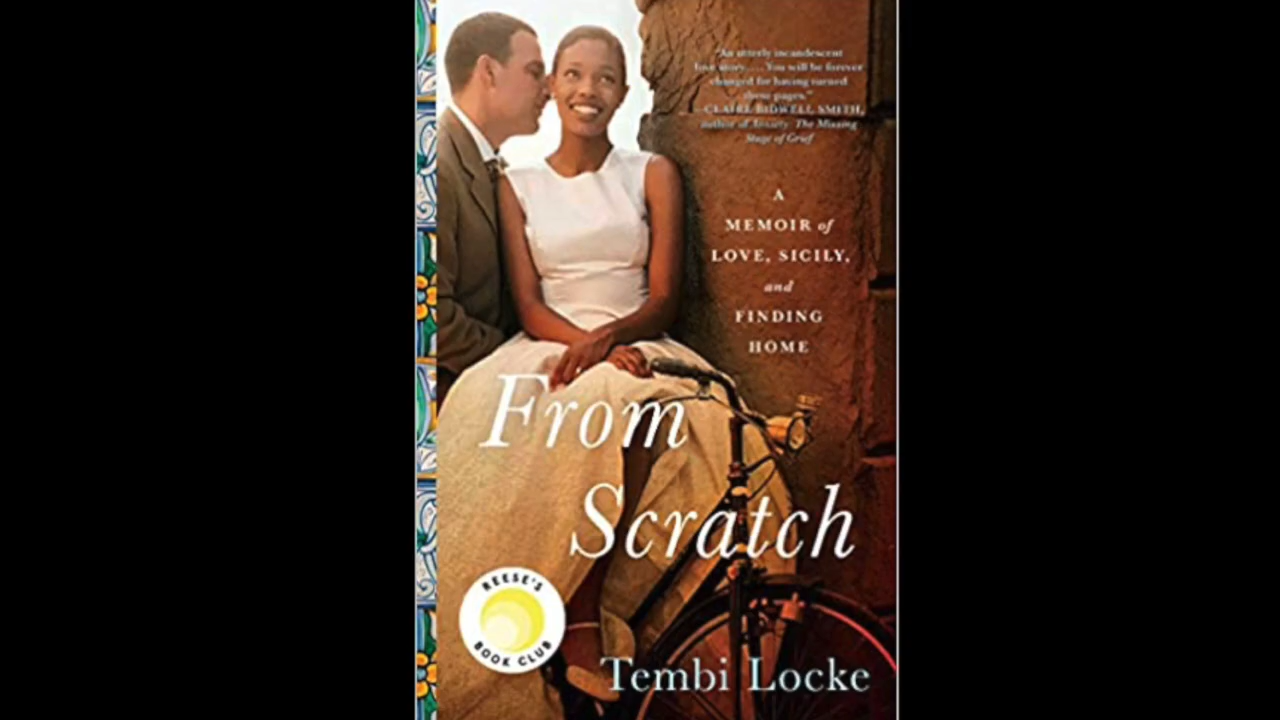 "An utterly incandescent
love story.... You will be forever
changed for having turned
these pages."
—CLAIRE BIDWELL SMITH,
author of Anxiety: The Missing
Stage of Grief
A
MEMOIR of
LOVE, SICILY,
and
FINDING
HOME
From
Scratch
REESE'S
BOOK CLUB
Tembi Locke